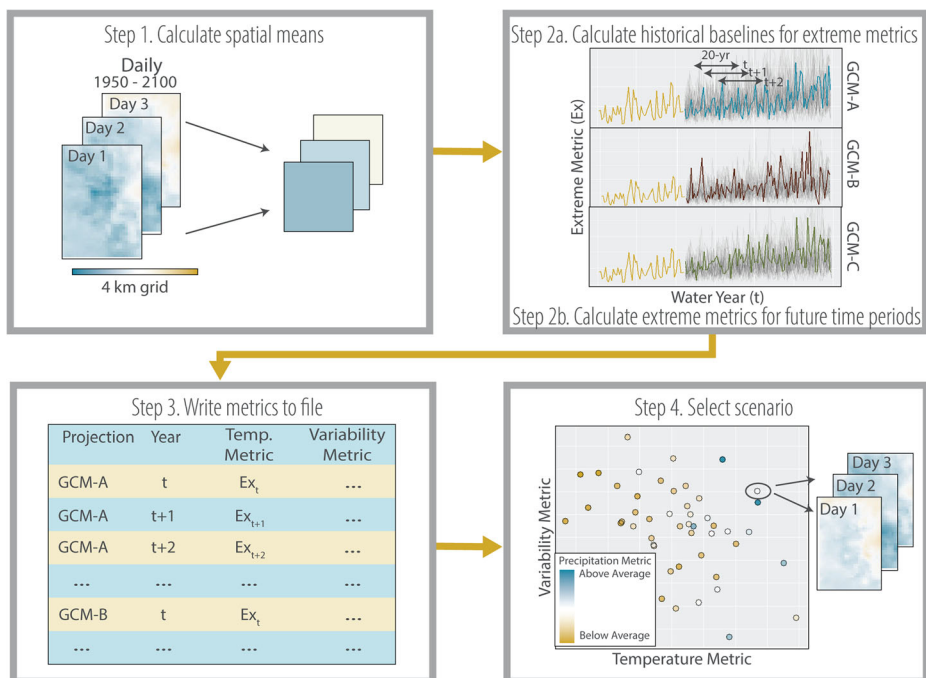 Step 1. Calculate spatial means
Daily
1950 - 2100
Day 3
Day 2
Day 1
4 km grid
Step 2a. Calculate historical baselines for extreme metrics
20-yr
t
t+1
t+2
Extreme Metric (Ex)
GCM-A
GCM-B
GCM-C
Water Year (t)
Step 2b. Calculate extreme metrics for future time periods
Step 3. Write metrics to file
Projection Year Temp. Metric Variability Metric
GCM-A t Ex_t ...
GCM-A t+1 Ex_{t+1} ...
GCM-A t+2 Ex_{t+2} ...
... ... ... ...
GCM-B t Ex_t ...
... ... ... ...
Step 4. Select scenario
Variability Metric
Precipitation Metric
Above Average
Below Average
Temperature Metric
Day 3
Day 2
Day 1